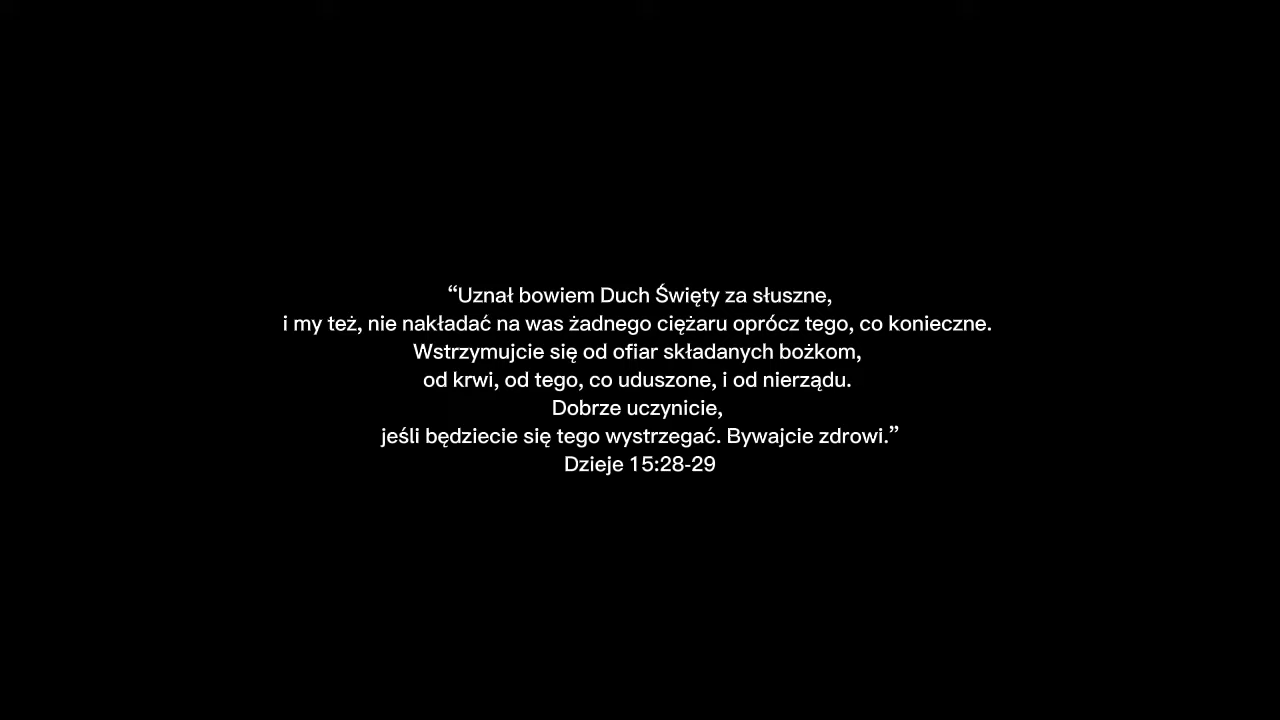 “Uznał bowiem Duch Święty za słuszne,
i my też, nie nakładać na was żadnego ciężaru oprócz tego, co konieczne.
Wstrzymujcie się od ofiar składanych bożkom,
od krwi, od tego, co uduszone, i od nierządu.
Dobrze uczynicie,
jeśli będziecie się tego wystrzegać. Bywajcie zdrowi.”
Dzieje 15:28-29